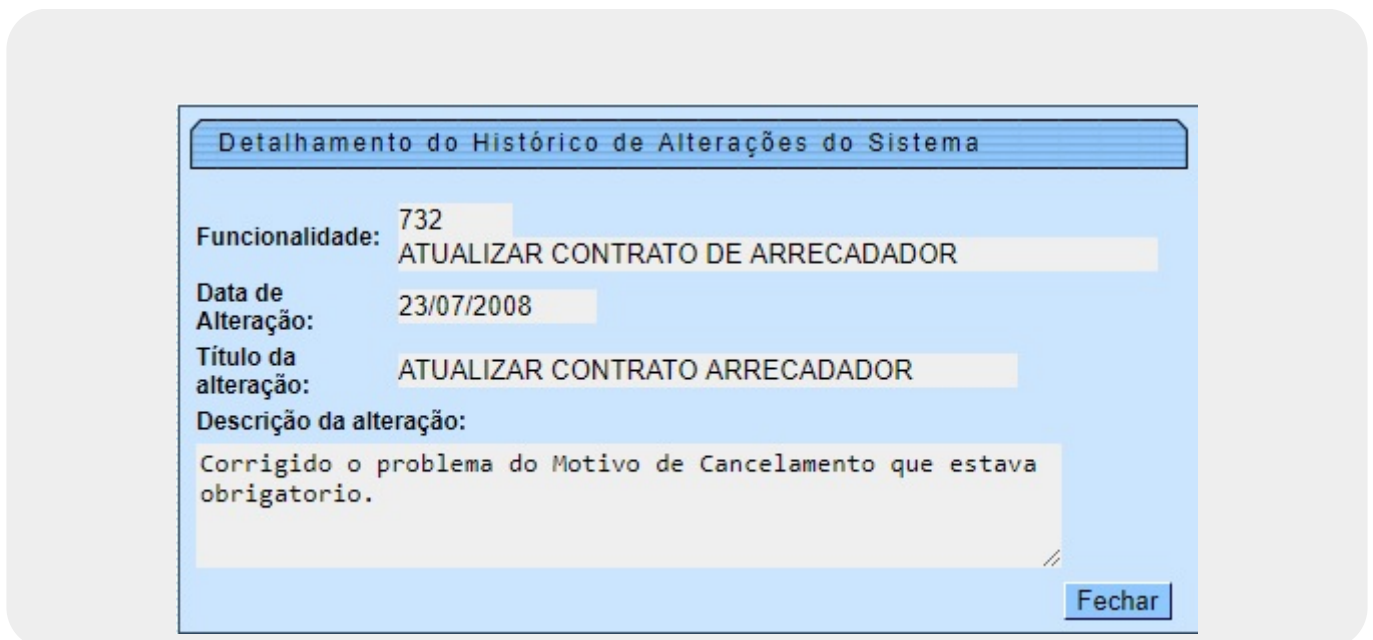 Detalhamento do Histórico de Alterações do Sistema
Funcionalidade:
732
ATUALIZAR CONTRATO DE ARRECADADOR
Data de
Alteração:
23/07/2008
Título da
alteração:
ATUALIZAR CONTRATO ARRECADADOR
Descrição da alteração:
Corrigido o problema do Motivo de Cancelamento que estava
obrigatorio.
Fechar